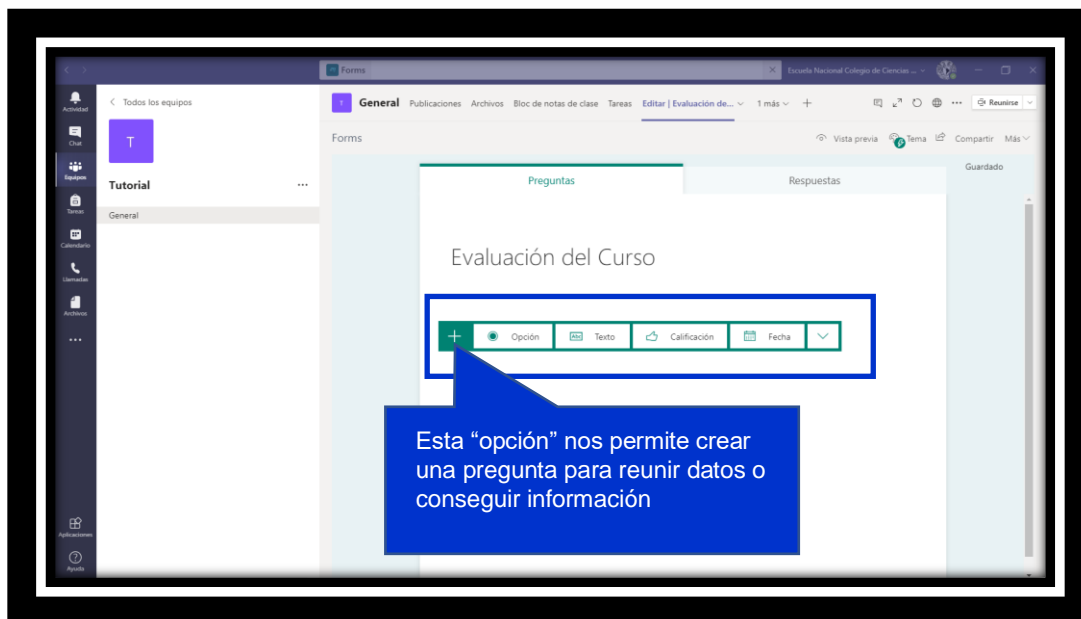 Forms
Escuela Nacional Colegio de Ciencias ...
Actividad
Chat
Equipos
Tareas
Calendario
Llamadas
Archivos
Aplicaciones
Ayuda
Todos los equipos
T
Tutorial
General
T General Publicaciones Archivos Bloc de notas de clase Tareas Editar | Evaluación de... 1 más
Reunirse
Forms
Vista previa Tema Compartir Más
Guardado
Preguntas Respuestas
Evaluación del Curso
Opción Abc Texto Calificación Fecha
Esta “opción” nos permite crear
una pregunta para reunir datos o
conseguir información